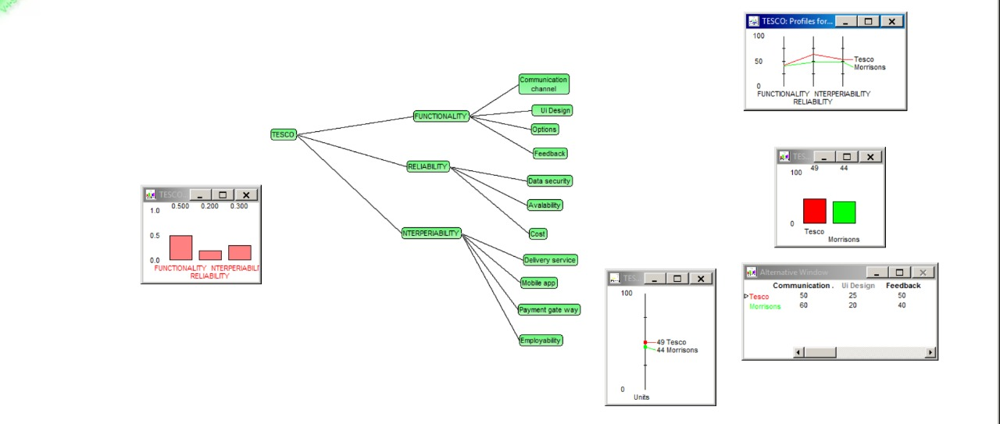 V·I·S
TESCO
FUNCTIONALITY
RELIABILITY
NTERPERIABILITY
Communication
channel
Ui Design
Options
Feedback
Data security
Avalability
Cost
Delivery service
Mobile app
Payment gate way
Employability
TESCO
0.500 0.200 0.300
1.0
0.5
0.0
FUNCTIONALITY NTERPERIABILIT
RELIABILITY
TESCO: Profiles for...
100
50
0
Tesco
Morrisons
FUNCTIONALITY NTERPERIABILITY
RELIABILITY
TES...
49 44
100
0
Tesco
Morrisons
TES...
100
49 Tesco
44 Morrisons
0
Units
Alternative Window
Communication . Ui Design Feedback
Tesco 50 25 50
Morrisons 60 20 40